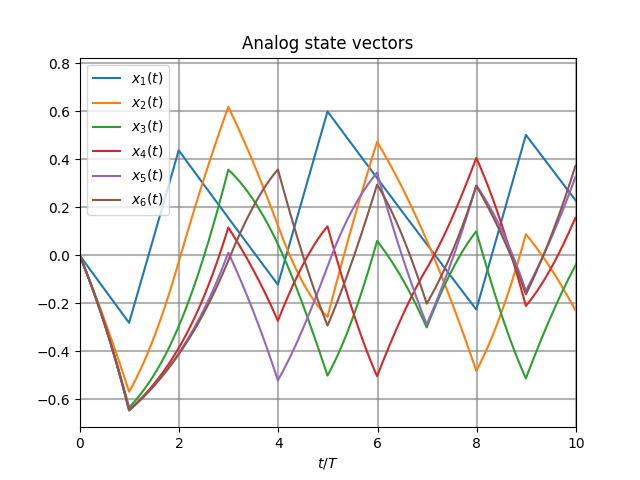 Analog state vectors
0.8
0.6
0.4
0.2
0.0
−0.2
−0.4
−0.6
x₁(t)
x₂(t)
x₃(t)
x₄(t)
x₅(t)
x₆(t)
0 2 4 6 8 10
t/T